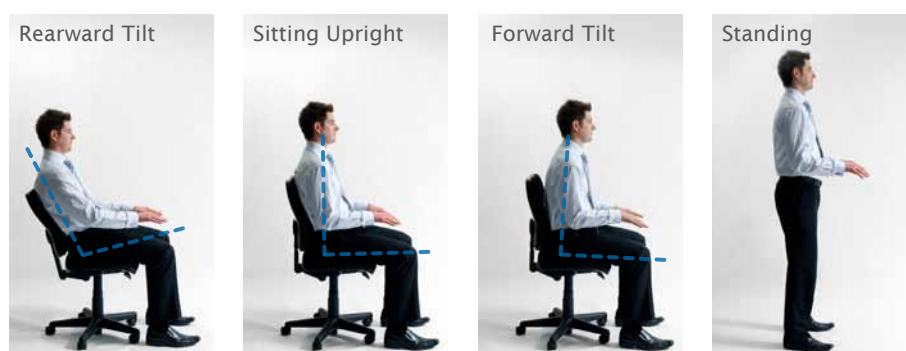 Rearward Tilt
Sitting Upright
Forward Tilt
Standing